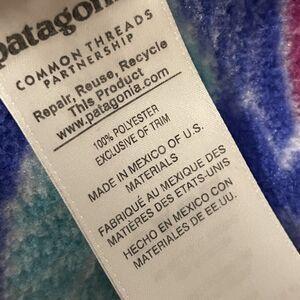 patagonia
COMMON THREADS
PARTNERSHIP
Repair, Reuse, Recycle
This Product
www.patagonia.com
100% POLYESTER
EXCLUSIVE OF TRIM
MADE IN MEXICO OF U.S.
MATERIALS
FABRIQUÉ AU MEXIQUE DES
MATIÈRES DES ETATS-UNIS
HECHO EN MÉXICO CON
MATERIALES DE EE.UU.